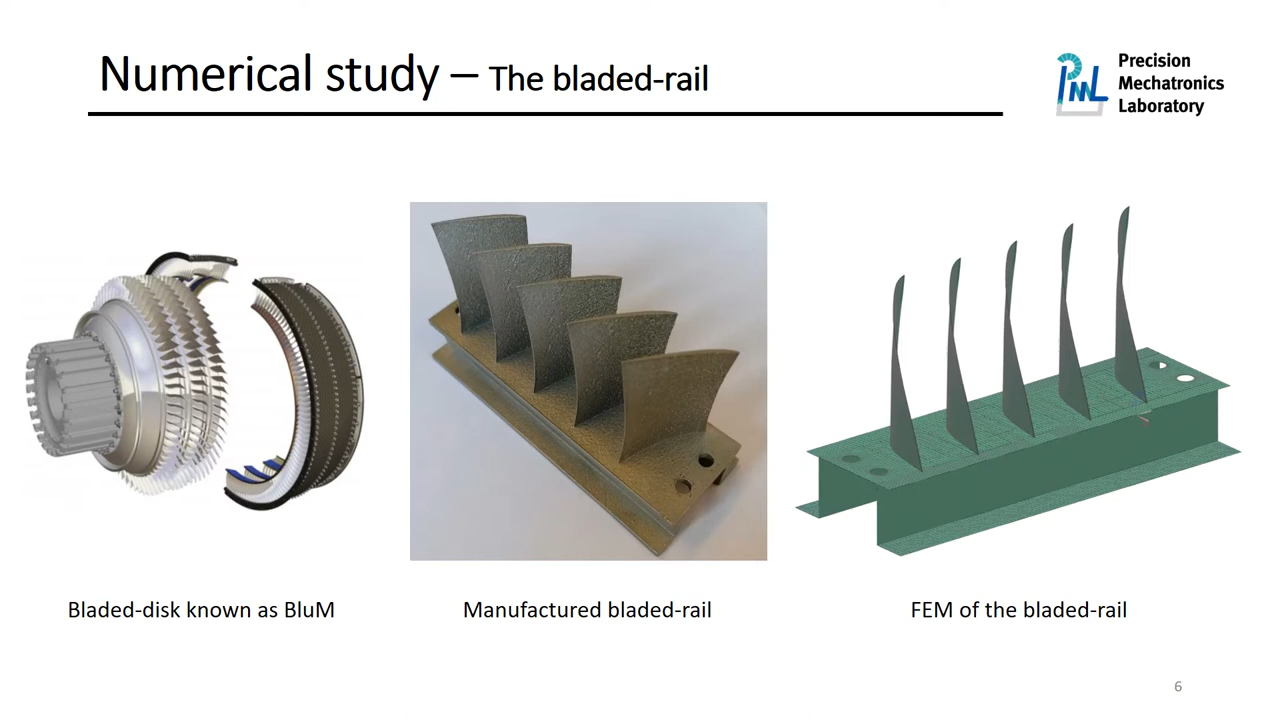 Numerical study – The bladed-rail
Precision
Mechatronics
Laboratory
PML
Bladed-disk known as BluM
Manufactured bladed-rail
FEM of the bladed-rail
6